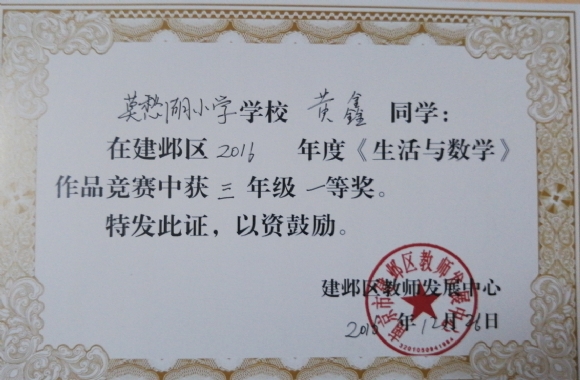 莫愁湖小学学校 黄鑫 同学：
在建邺区 2016 年度《生活与数学》
作品竞赛中获 三 年级 一等奖。
特发此证，以资鼓励。
建邺区教师发展中心
年12月26日